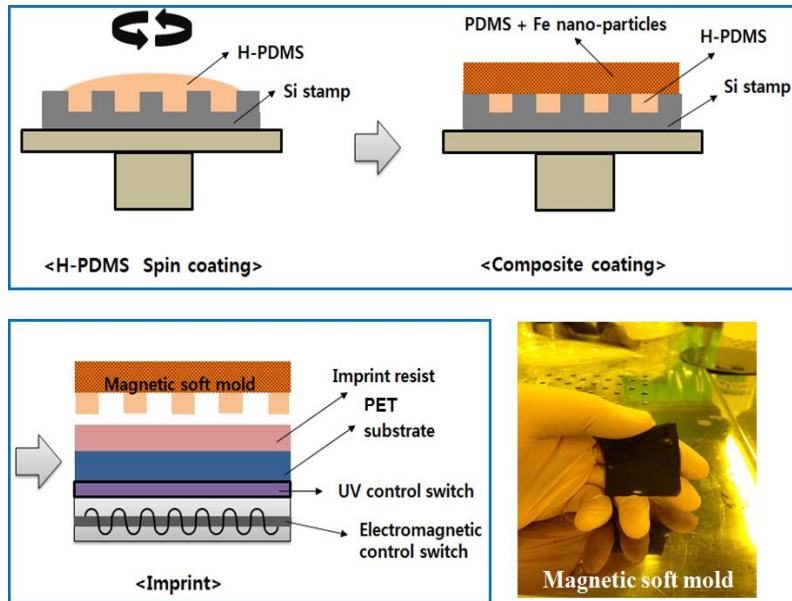 H-PDMS
Si stamp
<H-PDMS Spin coating>
PDMS + Fe nano-particles
H-PDMS
Si stamp
<Composite coating>
Magnetic soft mold
Imprint resist
PET
substrate
UV control switch
Electromagnetic
control switch
<Imprint>
Magnetic soft mold